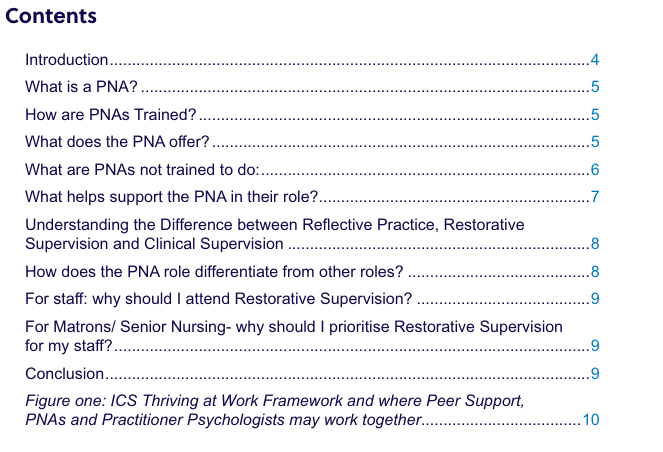 Contents
Introduction....................................................................................................4
What is a PNA?....................................................................................................5
How are PNAs Trained?........................................................................................5
What does the PNA offer?.....................................................................................5
What are PNAs not trained to do:..........................................................................6
What helps support the PNA in their role?.............................................................7
Understanding the Difference between Reflective Practice, Restorative
Supervision and Clinical Supervision ...................................................................8
How does the PNA role differentiate from other roles? ........................................8
For staff: why should I attend Restorative Supervision? ......................................9
For Matrons/ Senior Nursing- why should I prioritise Restorative Supervision
for my staff?..........................................................................................................9
Conclusion............................................................................................................9
Figure one: ICS Thriving at Work Framework and where Peer Support,
PNAs and Practitioner Psychologists may work together....................................10